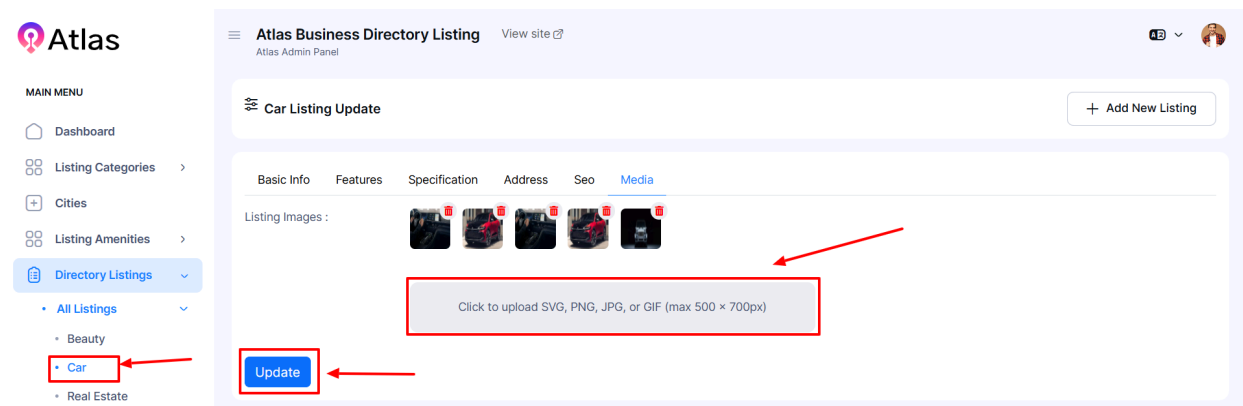 Atlas
MAIN MENU
Dashboard
Listing Categories
Cities
Listing Amenities
Directory Listings
All Listings
Beauty
Car
Real Estate
Atlas Business Directory Listing
View site
Atlas Admin Panel
Car Listing Update
+ Add New Listing
Basic Info Features Specification Address Seo Media
Listing Images :
Click to upload SVG, PNG, JPG, or GIF (max 500 × 700px)
Update